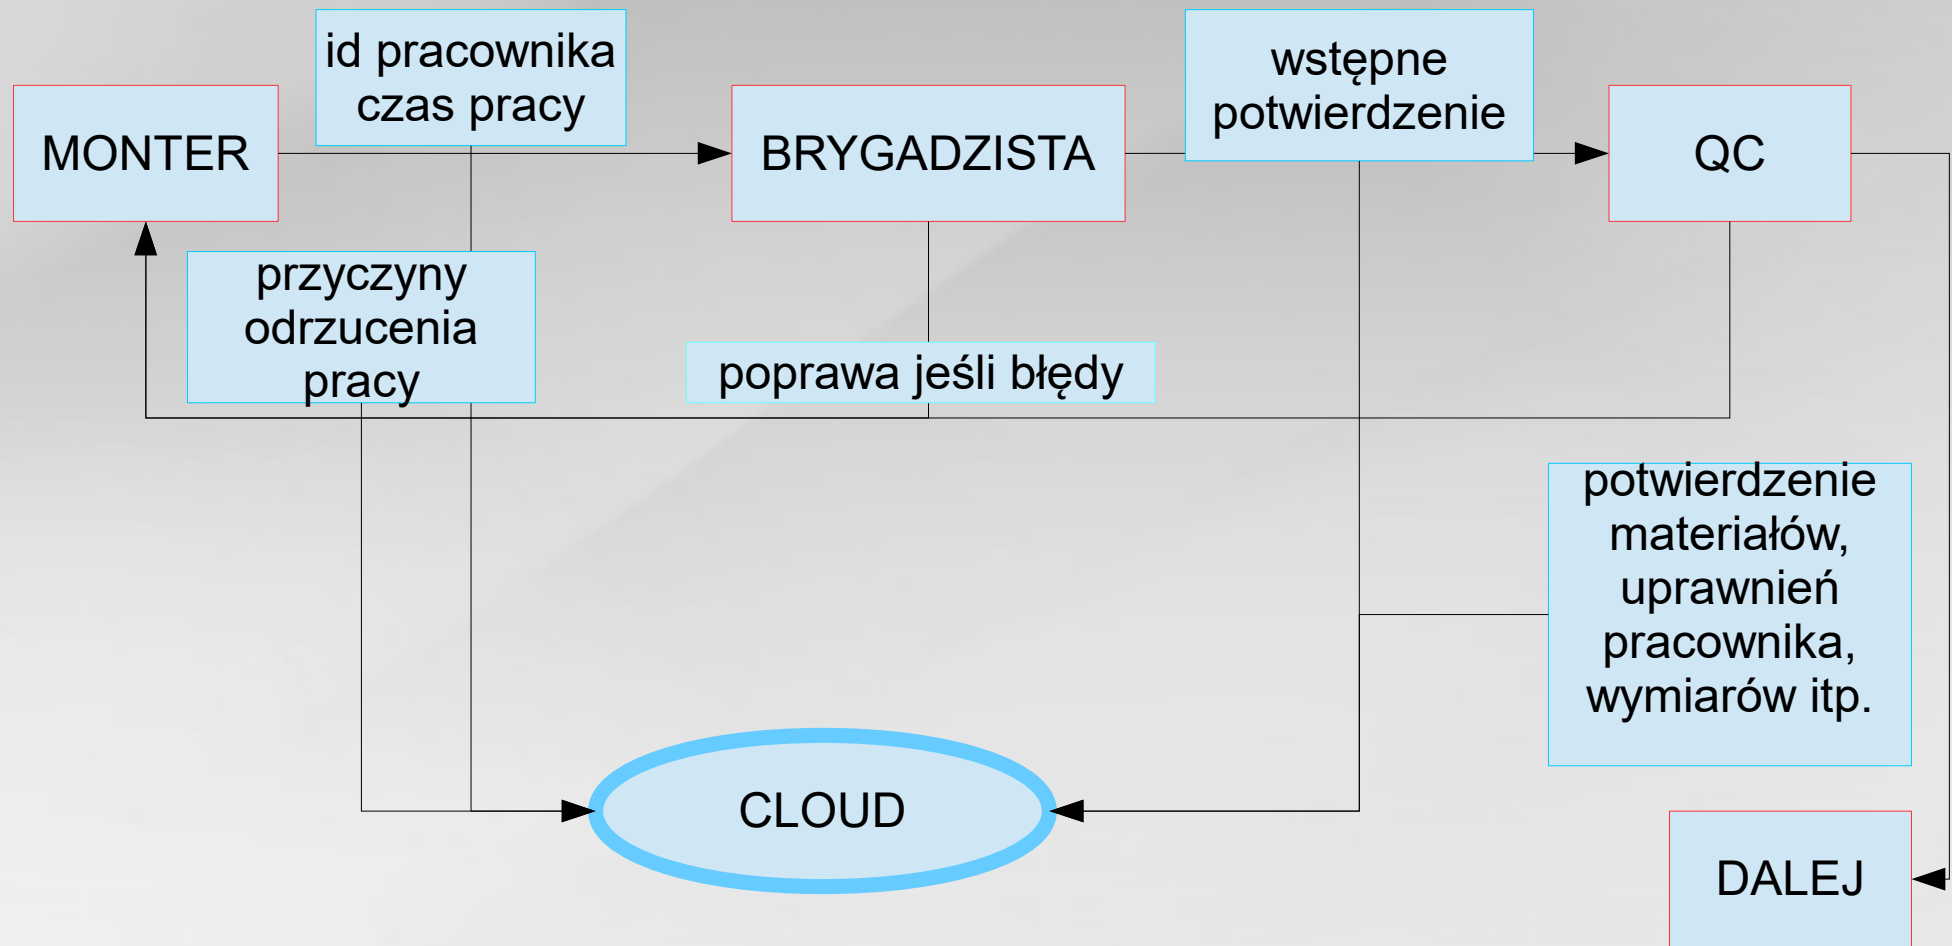 id pracownika
czas pracy
wstępne
potwierdzenie
MONTER
BRYGADZISTA
QC
przyczyny
odrzucenia
pracy
poprawa jeśli błędy
potwierdzenie
materiałów,
uprawnień
pracownika,
wymiarów itp.
CLOUD
DALEJ